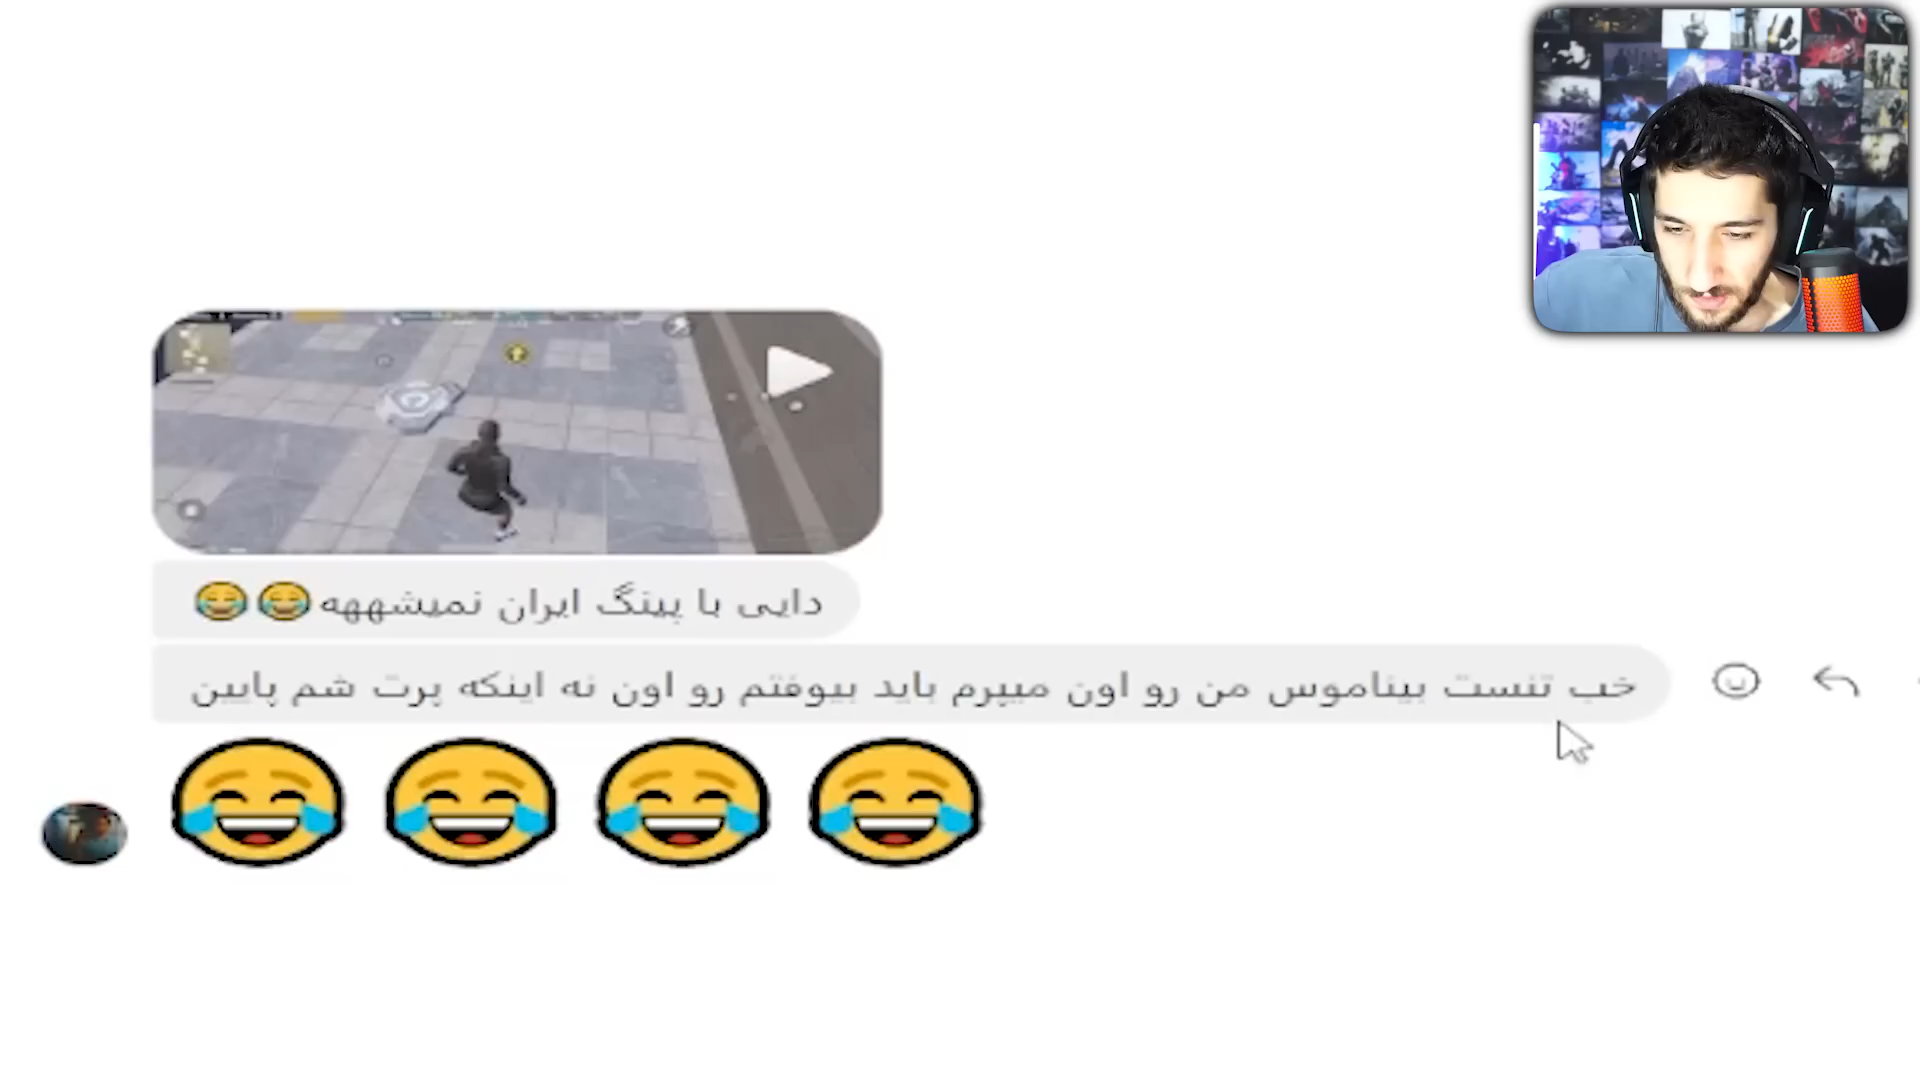 دایی با پینگ ایران نمیشههه😂😂
خب تنست بیناموس من رو اون میپرم باید بیوفتم رو اون نه اینکه پرت شم پایین
😂😂😂😂